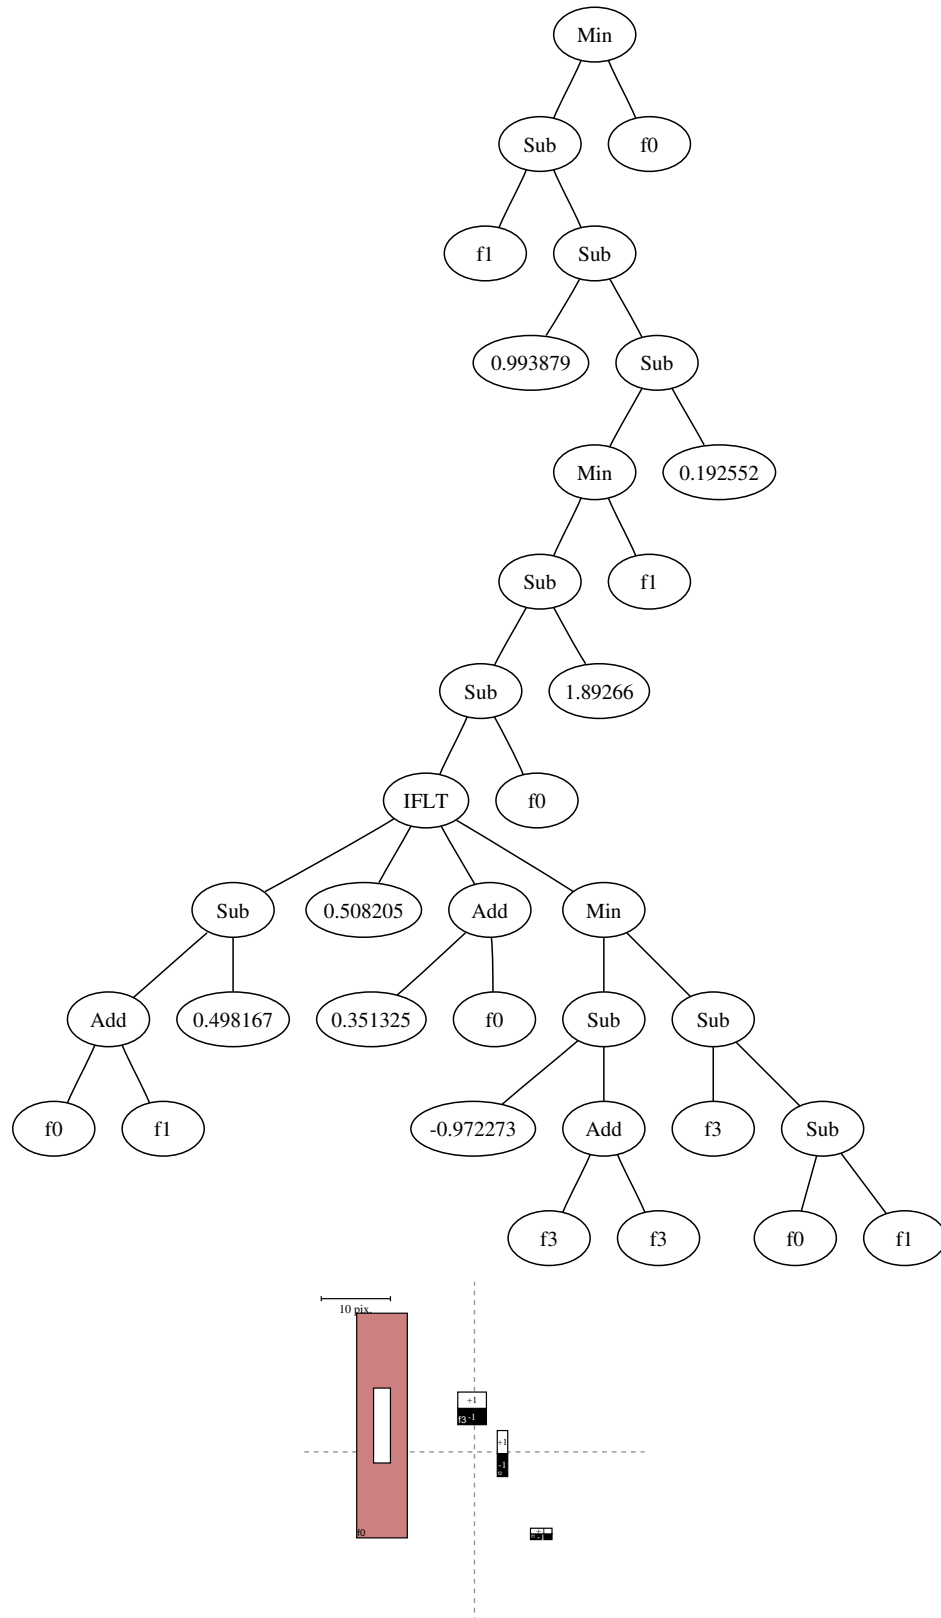 Min
Sub f0
f1 Sub
0.993879 Sub
Min 0.192552
Sub f1
Sub 1.89266
IFLT f0
Sub 0.508205 Add Min
Add 0.498167 0.351325 f0 Sub Sub
f0 f1 -0.972273 Add f3 Sub
f3 f3 f0 f1
10 pix.
+1
f3 -1
+1
-1
f0